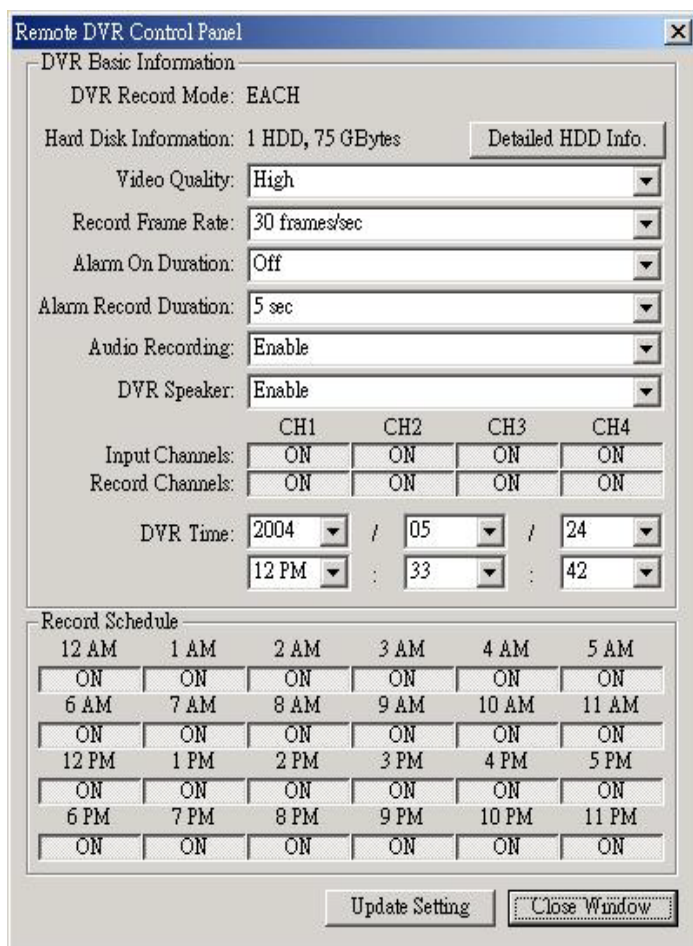 Remote DVR Control Panel
DVR Basic Information
DVR Record Mode: EACH
Hard Disk Information: 1 HDD, 75 GBytes Detailed HDD Info.
Video Quality: High
Record Frame Rate: 30 frames/sec
Alarm On Duration: Off
Alarm Record Duration: 5 sec
Audio Recording: Enable
DVR Speaker: Enable
CH1 CH2 CH3 CH4
Input Channels: ON ON ON ON
Record Channels: ON ON ON ON
DVR Time: 2004 / 05 / 24
12 PM : 33 : 42
Record Schedule
12 AM 1 AM 2 AM 3 AM 4 AM 5 AM
ON ON ON ON ON ON
6 AM 7 AM 8 AM 9 AM 10 AM 11 AM
ON ON ON ON ON ON
12 PM 1 PM 2 PM 3 PM 4 PM 5 PM
ON ON ON ON ON ON
6 PM 7 PM 8 PM 9 PM 10 PM 11 PM
ON ON ON ON ON ON
Update Setting Close Window